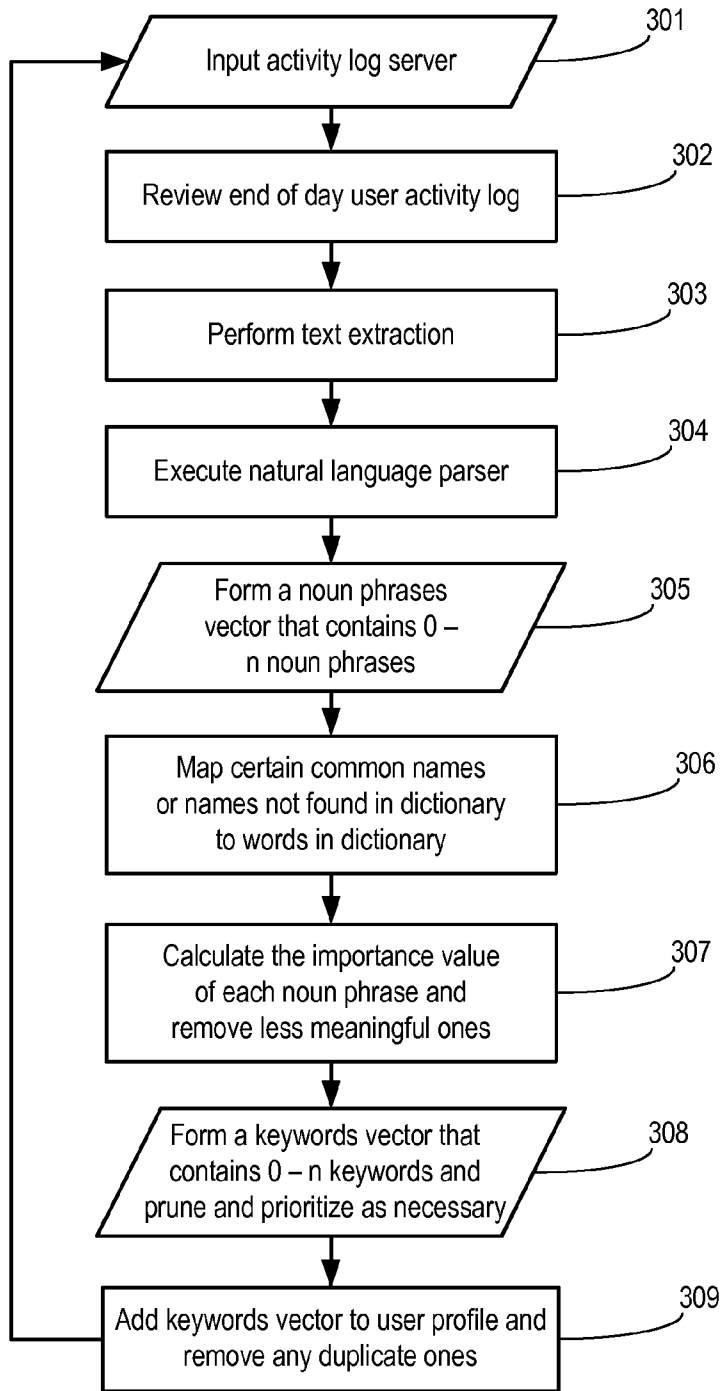 Input activity log server
301
Review end of day user activity log
302
Perform text extraction
303
Execute natural language parser
304
Form a noun phrases
vector that contains 0 –
n noun phrases
305
Map certain common names
or names not found in dictionary
to words in dictionary
306
Calculate the importance value
of each noun phrase and
remove less meaningful ones
307
Form a keywords vector that
contains 0 – n keywords and
prune and prioritize as necessary
308
Add keywords vector to user profile and
remove any duplicate ones
309